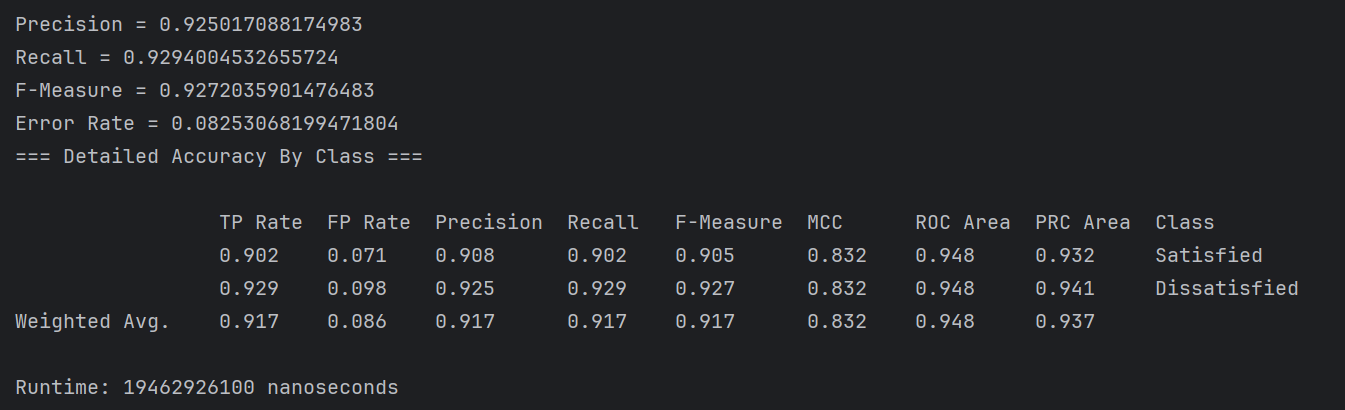 Precision = 0.925017088174983
Recall = 0.9294004532655724
F-Measure = 0.9272035901476483
Error Rate = 0.08253068199471804
=== Detailed Accuracy By Class ===
TP Rate  FP Rate  Precision  Recall   F-Measure  MCC      ROC Area  PRC Area  Class
0.902    0.071    0.908      0.902    0.905      0.832    0.948     0.932     Satisfied
0.929    0.098    0.925      0.929    0.927      0.832    0.948     0.941     Dissatisfied
Weighted Avg.    0.917    0.086    0.917      0.917    0.917      0.832    0.948     0.937
Runtime: 19462926100 nanoseconds